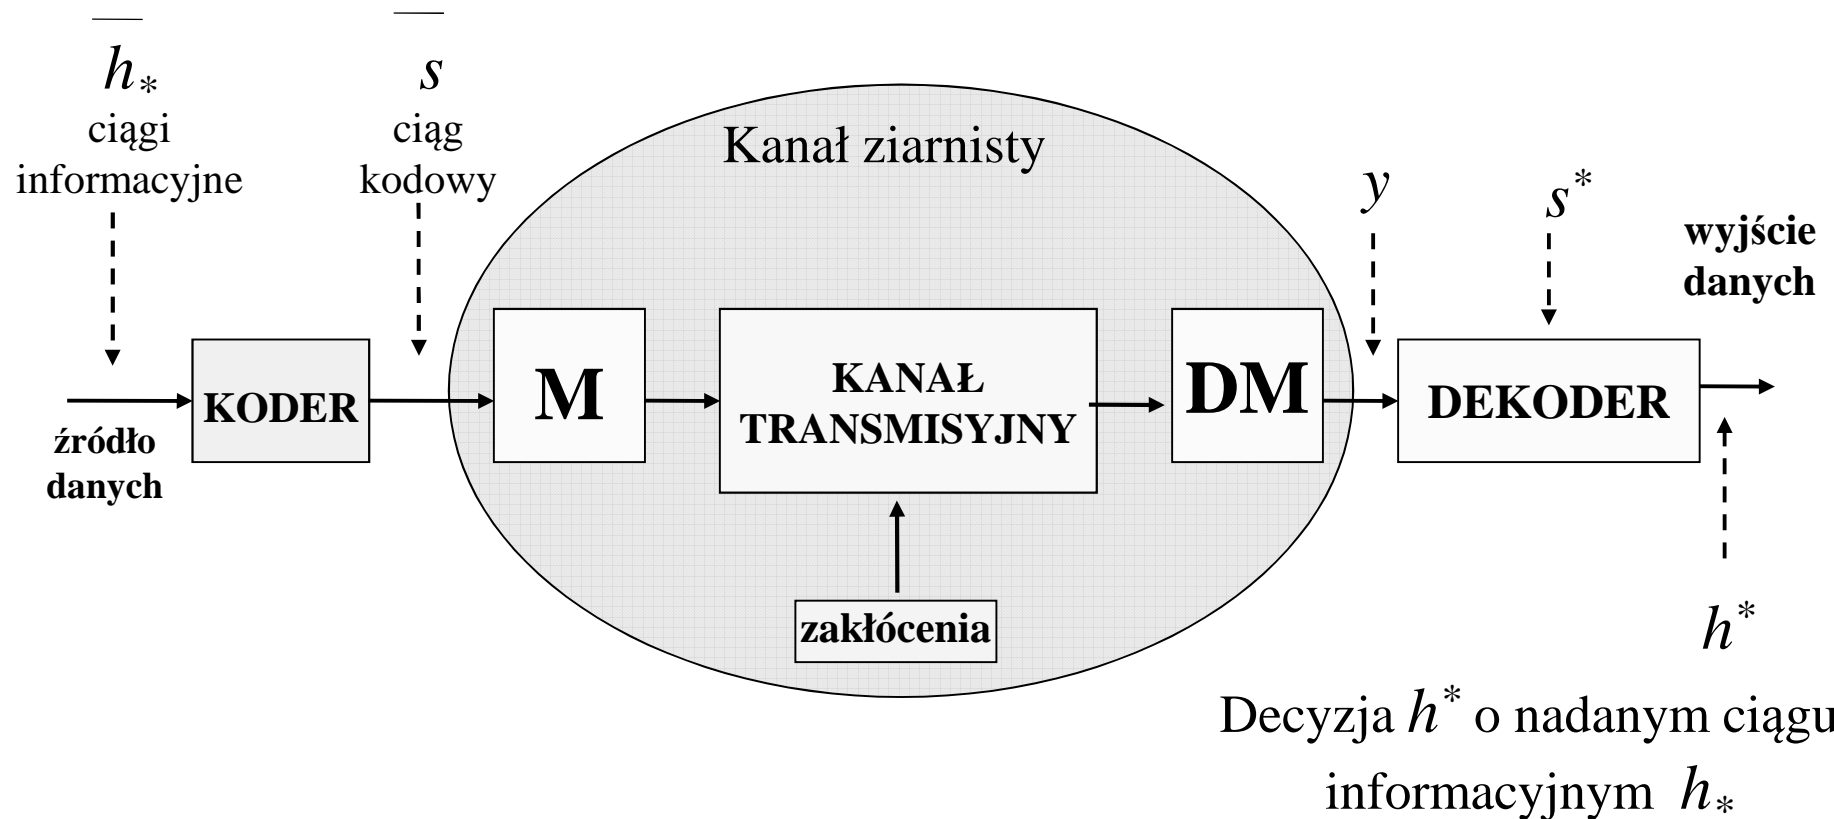 h* s
ciągi
informacyjne
ciąg
kodowy
Kanał ziarnisty
y
s*
wyjście
danych
źródło
danych
KODER
M
KANAŁ
TRANSMISYJNY
DM
DEKODER
zakłócenia
h*
Decyzja h* o nadanym ciągu
informacyjnym h*